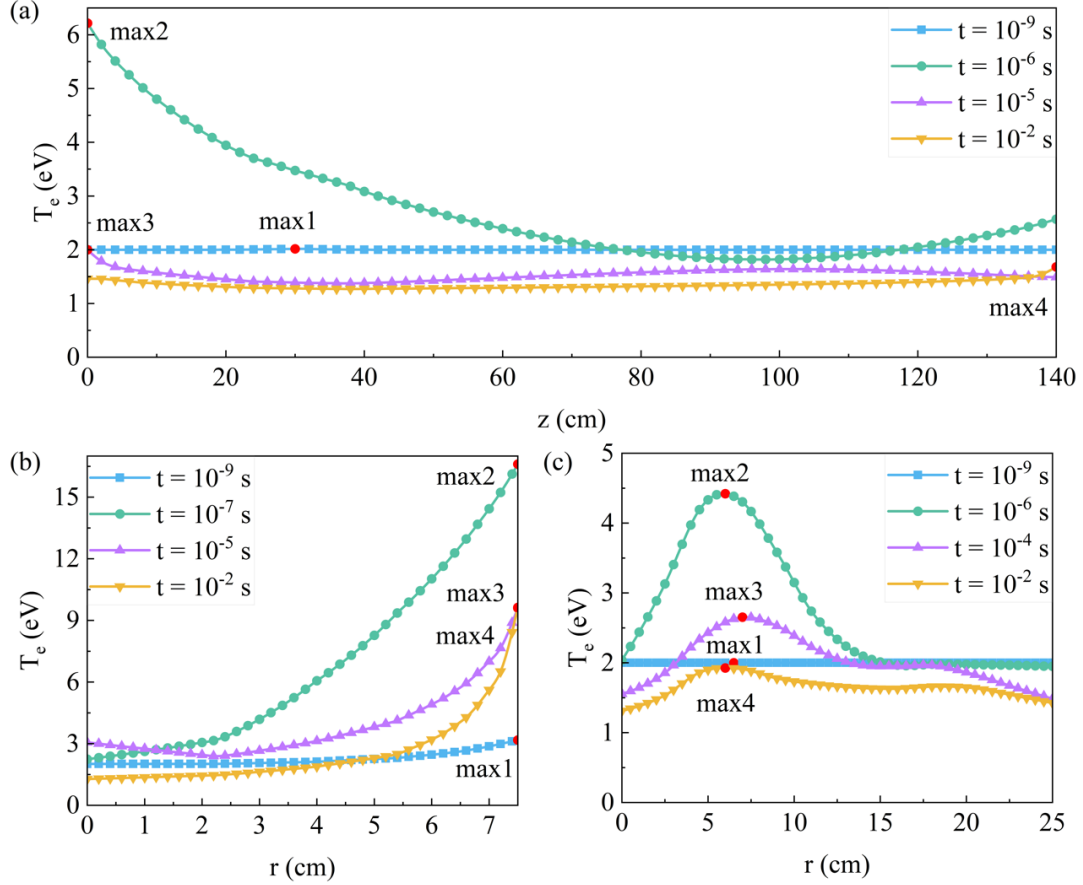 (a)
6
5
4
3
2
1
0
T_e (eV)
max2
max3
max1
max4
t = 10^-9 s
t = 10^-6 s
t = 10^-5 s
t = 10^-2 s
0 20 40 60 80 100 120 140
z (cm)
(b)
15
12
9
6
3
0
T_e (eV)
t = 10^-9 s
t = 10^-7 s
t = 10^-5 s
t = 10^-2 s
max2
max3
max4
max1
0 1 2 3 4 5 6 7
r (cm)
(c)
5
4
3
2
1
0
T_e (eV)
max2
max3
max1
max4
t = 10^-9 s
t = 10^-6 s
t = 10^-4 s
t = 10^-2 s
0 5 10 15 20 25
r (cm)